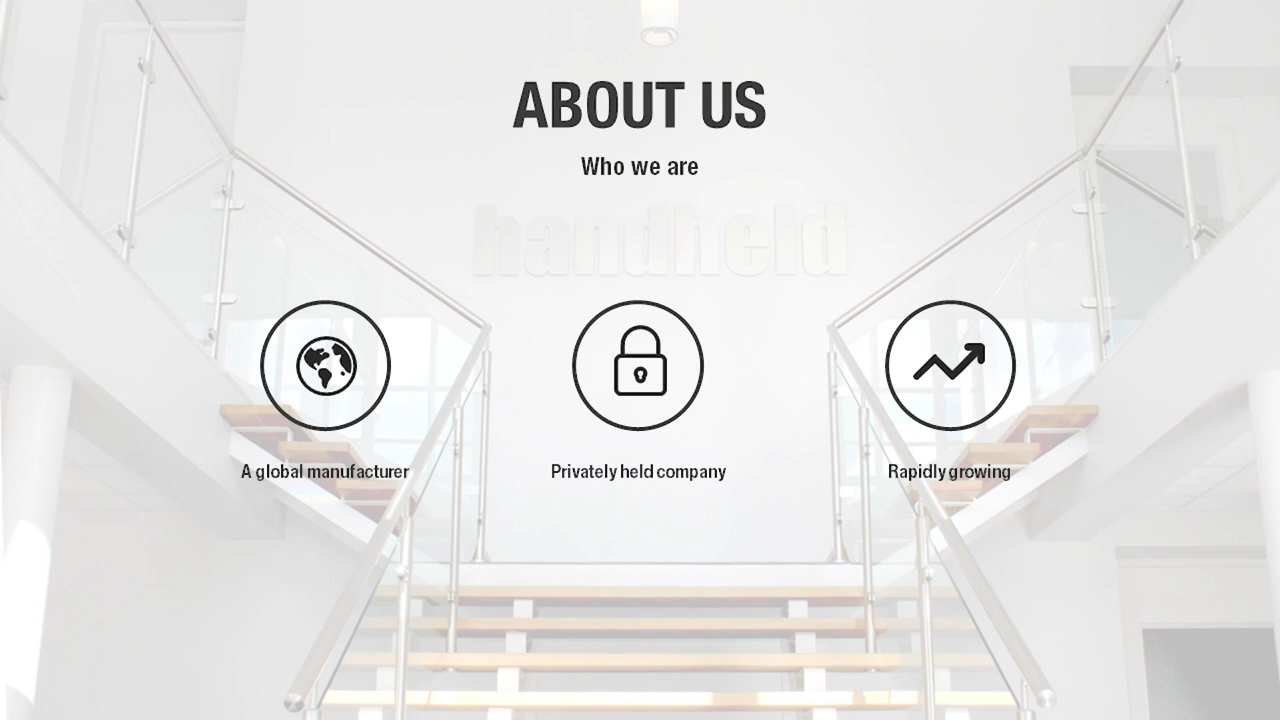 ABOUT US
Who we are
handheld
A global manufacturer
Privately held company
Rapidly growing